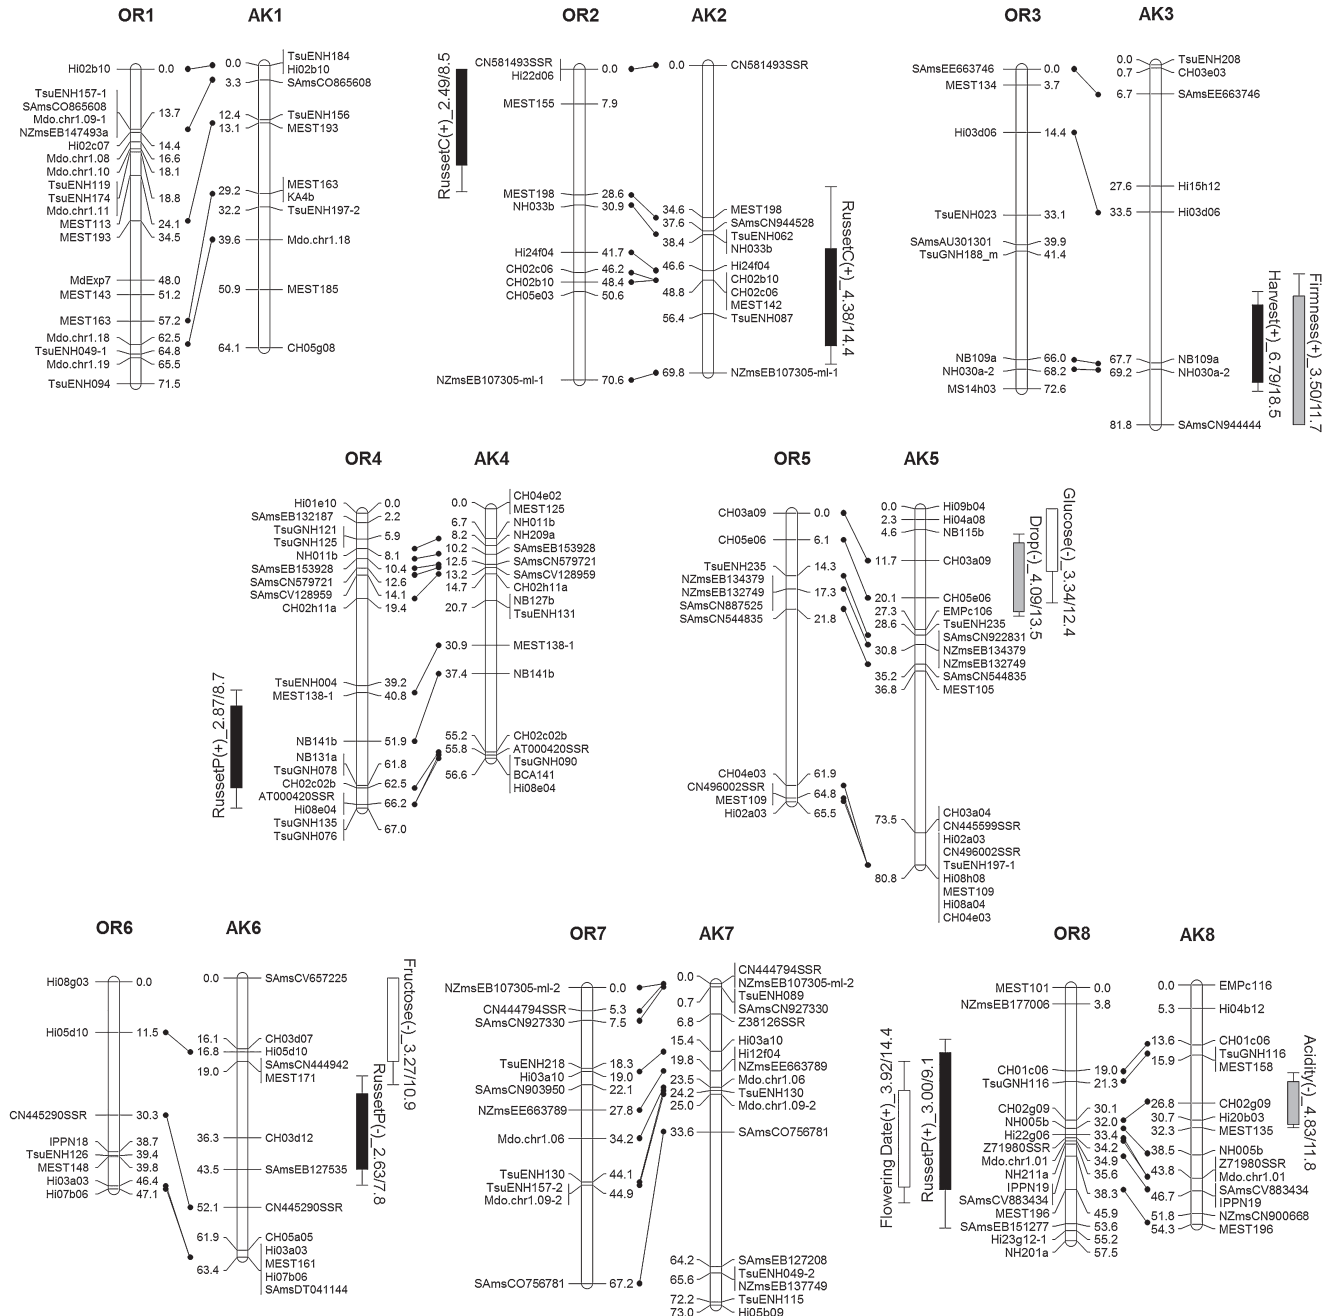 OR1
AK1
Hi02b10 0.0
TsuENH157-1
SAmsCO865608
Mdo.chr1.09-1
13.7
NZmsEB147493a
Hi02c07 14.4
Mdo.chr1.08 16.6
Mdo.chr1.10 18.1
TsuENH119
TsuENH174 18.8
Mdo.chr1.11
MEST113 24.1
MEST193 34.5
MdExp7 48.0
MEST143 51.2
MEST163 57.2
Mdo.chr1.18 62.5
TsuENH049-1 64.8
Mdo.chr1.19 65.5
TsuENH094 71.5
TsuENH184
0.0 Hi02b10
3.3 SAmsCO865608
12.4 TsuENH156
13.1 MEST193
29.2 MEST163
KA4b
32.2 TsuENH197-2
39.6 Mdo.chr1.18
50.9 MEST185
64.1 CH05g08
OR2
AK2
RussetC(+)_2.49/8.5
CN581493SSR
Hi22d06 0.0
MEST155 7.9
MEST198 28.6
NH033b 30.9
Hi24f04 41.7
CH02c06 46.2
CH02b10 48.4
CH05e03 50.6
NZmsEB107305-ml-1 70.6
0.0 CN581493SSR
34.6 MEST198
37.6 SAmsCN944528
38.4 TsuENH062
NH033b
46.6 Hi24f04
CH02b10
48.8 CH02c06
MEST142
56.4 TsuENH087
69.8 NZmsEB107305-ml-1
RussetC(+)_4.38/14.4
OR3
AK3
SAmsEE663746 0.0
MEST134 3.7
Hi03d06 14.4
TsuENH023 33.1
SAmsAU301301 39.9
TsuGNH188_m 41.4
NB109a 66.0
NH030a-2 68.2
MS14h03 72.6
0.0 TsuENH208
0.7 CH03e03
6.7 SAmsEE663746
27.6 Hi15h12
33.5 Hi03d06
67.7 NB109a
69.2 NH030a-2
81.8 SAmsCN944444
Harvest(+)_6.79/18.5
Firmness(+)_3.50/11.7
OR4
AK4
RussetP(+)_2.87/8.7
Hi01e10 0.0
SAmsEB132187 2.2
TsuGNH121
TsuGNH125 5.9
NH011b 8.1
SAmsEB153928 10.4
SAmsCN579721 12.6
SAmsCV128959 14.1
CH02h11a 19.4
TsuENH004 39.2
MEST138-1 40.8
NB141b 51.9
NB131a
TsuGNH078 61.8
CH02c02b 62.5
AT000420SSR
Hi08e04 66.2
TsuGNH135
TsuGNH076 67.0
0.0 CH04e02
MEST125
6.7 NH011b
8.2 NH209a
10.2 SAmsEB153928
12.5 SAmsCN579721
13.2 SAmsCV128959
14.7 CH02h11a
20.7 NB127b
TsuENH131
30.9 MEST138-1
37.4 NB141b
55.2 CH02c02b
55.8 AT000420SSR
TsuGNH090
56.6 BCA141
Hi08e04
OR5
AK5
CH03a09 0.0
CH05e06 6.1
TsuENH235 14.3
NZmsEB134379
NZmsEB132749 17.3
SAmsCN887525
SAmsCN544835 21.8
CH04e03 61.9
CN496002SSR
MEST109 64.8
Hi02a03 65.5
0.0 Hi09b04
2.3 Hi04a08
4.6 NB115b
11.7 CH03a09
20.1 CH05e06
27.3 EMPc106
28.6 TsuENH235
SAmsCN922831
30.8 NZmsEB134379
NZmsEB132749
35.2 SAmsCN544835
36.8 MEST105
73.5 CH03a04
CN445599SSR
Hi02a03
CN496002SSR
TsuENH197-1
80.8 Hi08h08
MEST109
Hi08a04
CH04e03
Drop(-)_4.09/13.5
Glucose(-)_3.34/12.4
OR6
AK6
Hi08g03 0.0
Hi05d10 11.5
CN445290SSR 30.3
IPPN18 38.7
TsuENH126 39.4
MEST148 39.8
Hi03a03 46.4
Hi07b06 47.1
0.0 SAmsCV657225
16.1 CH03d07
16.8 Hi05d10
19.0 SAmsCN444942
MEST171
36.3 CH03d12
43.5 SAmsEB127535
52.1 CN445290SSR
61.9 CH05a05
Hi03a03
63.4 MEST161
Hi07b06
SAmsDT041144
RussetP(-)_2.63/7.8
Fructose(-)_3.27/10.9
OR7
AK7
NZmsEB107305-ml-2 0.0
CN444794SSR 5.3
SAmsCN927330 7.5
TsuENH218 18.3
Hi03a10 19.0
SAmsCN903950 22.1
NZmsEE663789 27.8
Mdo.chr1.06 34.2
TsuENH130 44.1
TsuENH157-2
Mdo.chr1.09-2 44.9
SAmsCO756781 67.2
0.0 CN444794SSR
NZmsEB107305-ml-2
0.7 TsuENH089
SAmsCN927330
6.8 Z38126SSR
15.4 Hi03a10
19.8 Hi12f04
NZmsEE663789
23.5 Mdo.chr1.06
24.2 TsuENH130
25.0 Mdo.chr1.09-2
33.6 SAmsCO756781
64.2 SAmsEB127208
65.6 TsuENH049-2
NZmsEB137749
72.2 TsuENH115
73.0 Hi05b09
OR8
AK8
Flowering Date(+)_3.92/14.4
RussetP(+)_3.00/9.1
MEST101 0.0
NZmsEB177006 3.8
CH01c06 19.0
TsuGNH116 21.3
CH02g09 30.1
NH005b 32.0
Hi22g06 33.4
Z71980SSR 34.2
Mdo.chr1.01 34.9
NH211a 35.6
IPPN19 38.3
SAmsCV883434
MEST196 45.9
SAmsEB151277 53.6
Hi23g12-1 55.2
NH201a 57.5
0.0 EMPc116
5.3 Hi04b12
13.6 CH01c06
15.9 TsuGNH116
MEST158
26.8 CH02g09
30.7 Hi20b03
32.3 MEST135
38.5 NH005b
43.8 Z71980SSR
Mdo.chr1.01
46.7 SAmsCV883434
IPPN19
51.8 NZmsCN900668
54.3 MEST196
Acidity(-)_4.83/11.8